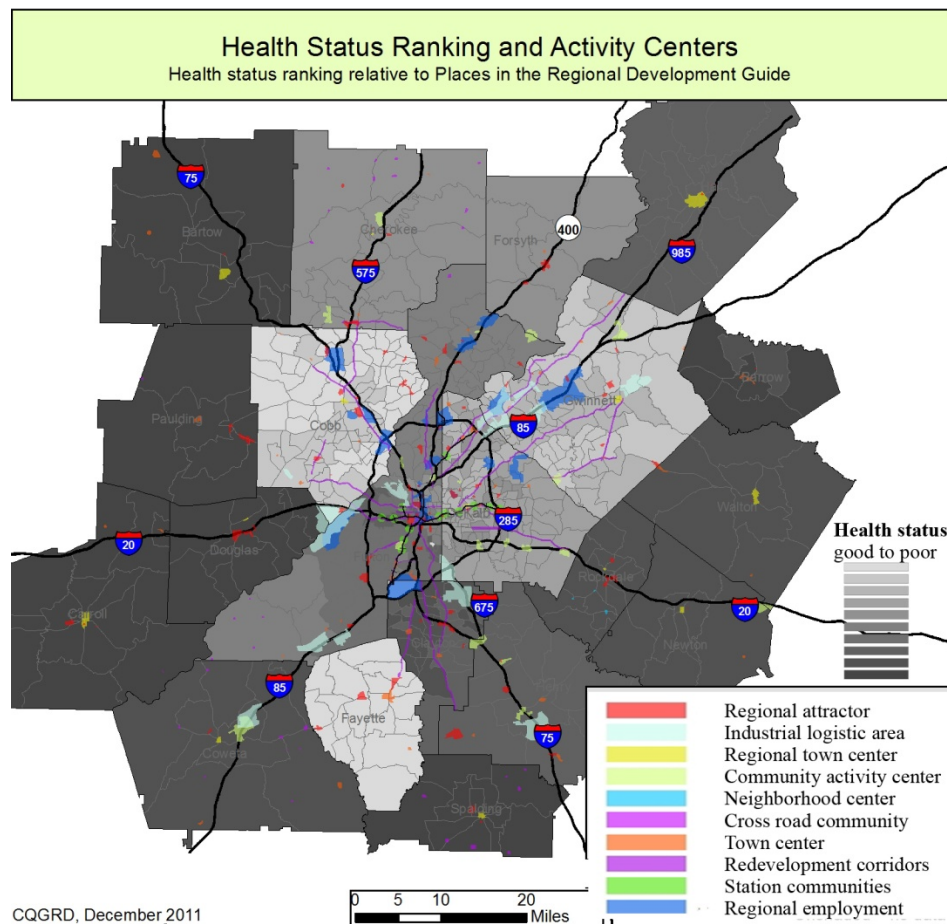 Health Status Ranking and Activity Centers
Health status ranking relative to Places in the Regional Development Guide
75
Bartow
575
Cherokee
Forsyth
400
985
Paulding
Cobb
85
Gwinnett
Barrow
Walton
20
Douglas
285
Health status
good to poor
Carroll
675
Rockdale
Newton
20
85
Fayette
Coweta
75
Spalding
Regional attractor
Industrial logistic area
Regional town center
Community activity center
Neighborhood center
Cross road community
Town center
Redevelopment corridors
Station communities
Regional employment
CQGRD, December 2011
0 5 10 20
Miles